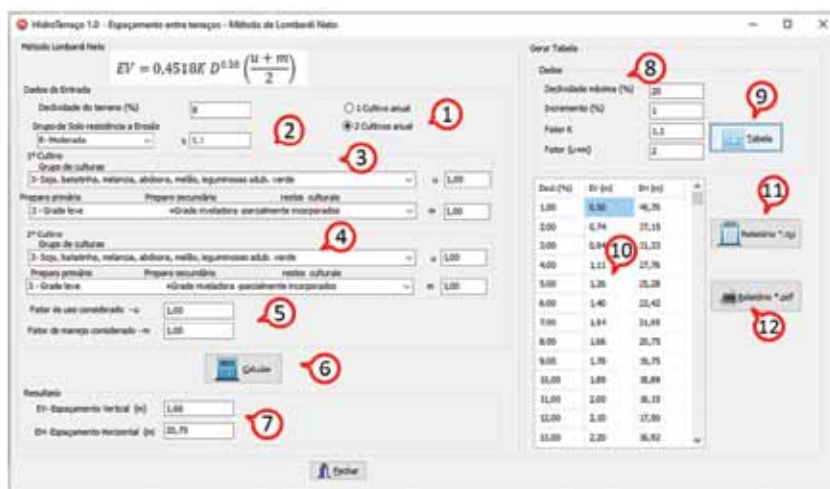 HidroTerraço 1.0 - Espaçamento entre terraços - Método de Lombardi Neto
Método Lombardi Neto
EV = 0,4518K D^0.58 (u + m / 2)
Dados de Entrada
Declividade do terreno (%) 8
1 Cultivo anual
2 Cultivos anual
1
Grupo de Solo resistência a Erosão
B- Moderada
k 1,1
2
1º Cultivo
3
Grupo de culturas
3- Soja, batatinha, melancia, abóbora, melão, leguminosas adub. verde
u 1,00
Preparo primário Preparo secundário restos culturais
3 - Grade leve +Grade niveladora -parcialmente incorporados
m 1,00
2º Cultivo
4
Grupo de culturas
3- Soja, batatinha, melancia, abóbora, melão, leguminosas adub. verde
u 1,00
Preparo primário Preparo secundário restos culturais
3 - Grade leve +Grade niveladora -parcialmente incorporados
m 1,00
Fator de uso considerado -u 1,00
5
Fator de manejo considerado -m 1,00
Calcular
6
Resultado
EV- Espaçamento Vertical (m) 1,66
EH- Espaçamento Horizontal (m) 20,75
7
Fechar
Gerar Tabela
Dados
8
Declividade máxima (%) 20
Incremento (%) 1
Fator K 1,1
Fator (u+m) 2
9
Tabela
Decl.(%) EV (m) EH (m)
1,00 0,50
2,00 0,74 37,15
3,00 0,94 31,33
4,00 1,11 27,76
10
5,00 1,26 25,28
6,00 1,40 23,42
7,00 1,54
8,00 1,66 20,75
9,00 1,78 19,75
10,00 1,89 18,89
11,00 2,00
12,00 2,10
13,00 2,20 16,92
11
Relatório *.rtf
Relatório *.pdf
12